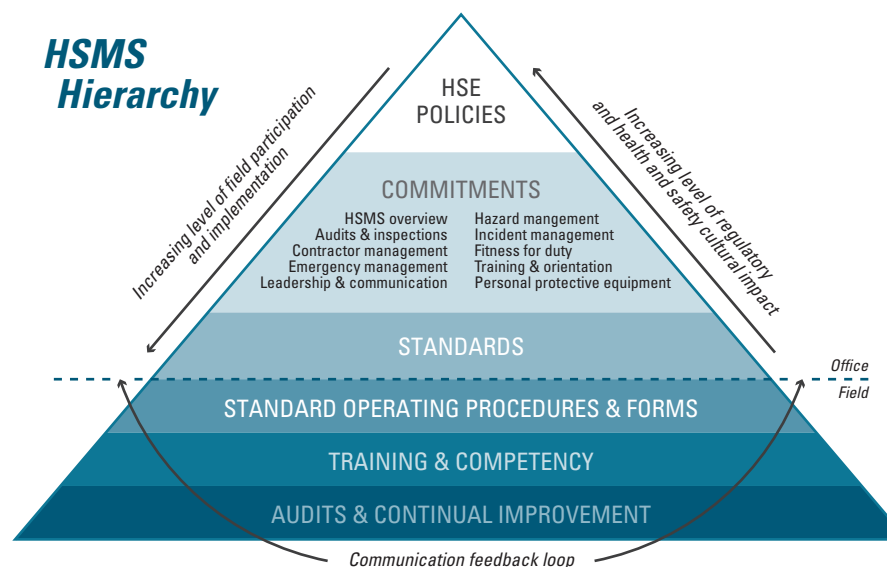 HSMS
Hierarchy
Increasing level of field participation
and implementation
Increasing level of regulatory
and health and safety cultural impact
HSE
POLICIES
COMMITMENTS
HSMS overview
Audits & inspections
Contractor management
Emergency management
Leadership & communication
Hazard mangement
Incident management
Fitness for duty
Training & orientation
Personal protective equipment
STANDARDS
Office
Field
STANDARD OPERATING PROCEDURES & FORMS
TRAINING & COMPETENCY
AUDITS & CONTINUAL IMPROVEMENT
Communication feedback loop